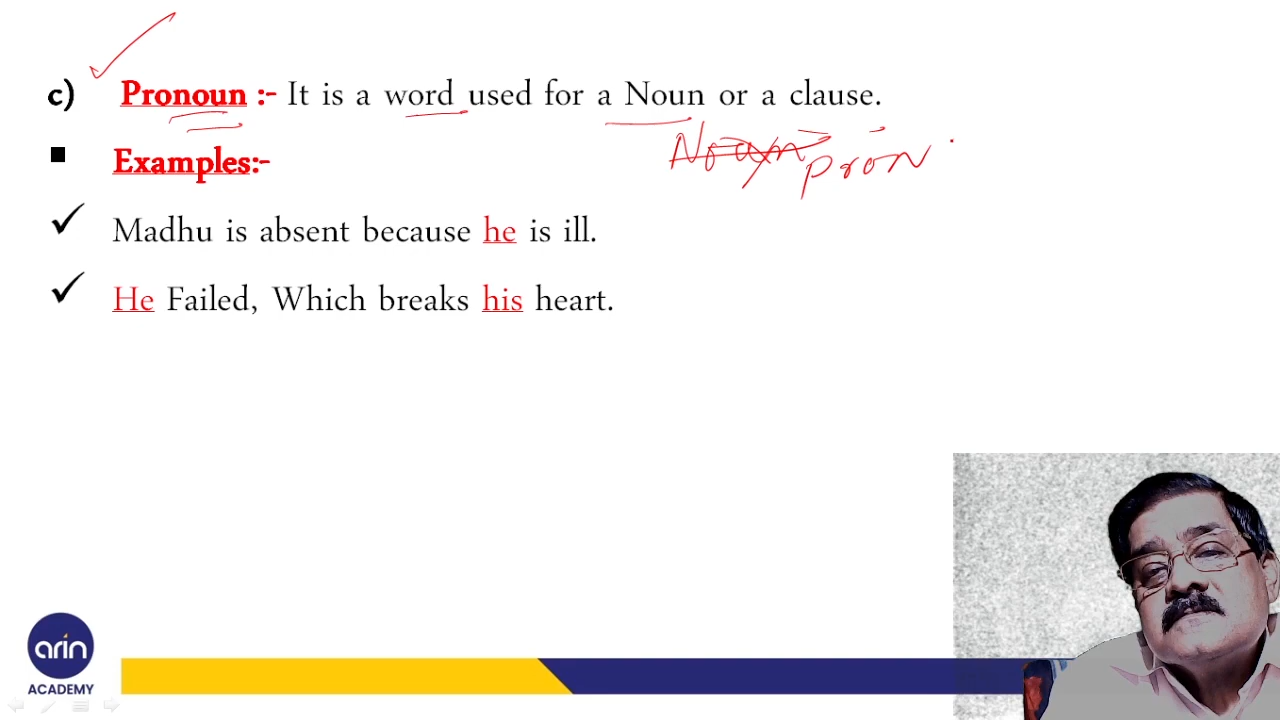 c) Pronoun :- It is a word used for a Noun or a clause.
Noun pron
Examples:-
Madhu is absent because he is ill.
He Failed, Which breaks his heart.
arin
ACADEMY